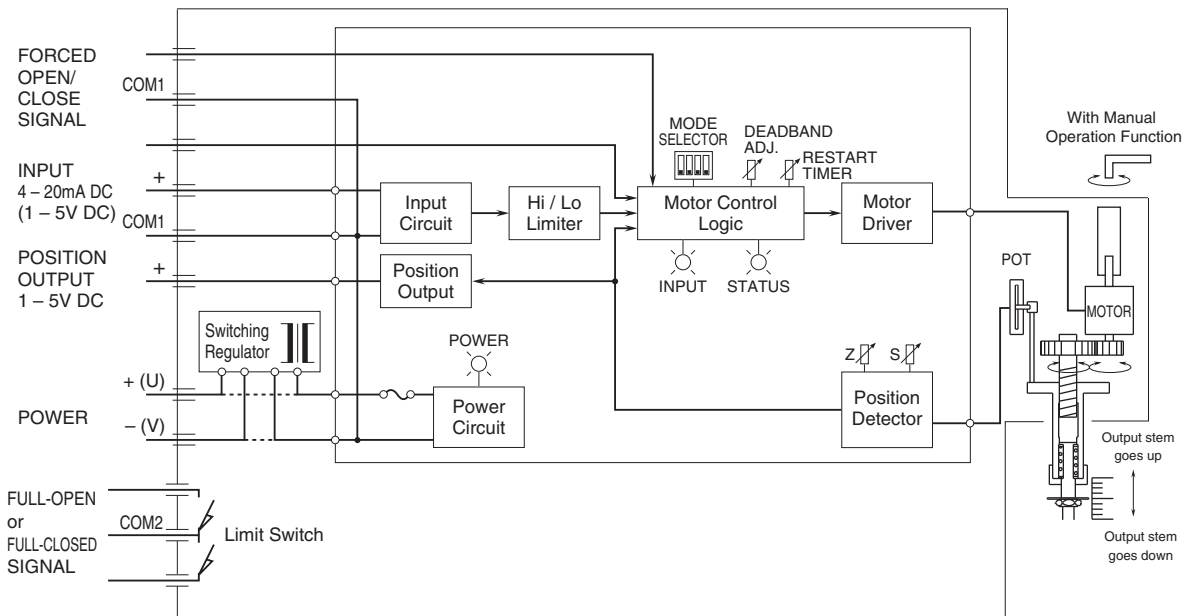 FORCED
OPEN/
CLOSE
SIGNAL
COM1
INPUT
4 – 20mA DC
(1 – 5V DC)
+
COM1
POSITION
OUTPUT
1 – 5V DC
+
Switching
Regulator
POWER
+ (U)
– (V)
FULL-OPEN
or
FULL-CLOSED
SIGNAL
COM2
Limit Switch
Input
Circuit
Hi / Lo
Limiter
MODE
SELECTOR
DEADBAND
ADJ.
RESTART
TIMER
Motor Control
Logic
INPUT
STATUS
Motor
Driver
Position
Output
POWER
Power
Circuit
Z
S
Position
Detector
With Manual
Operation Function
POT
MOTOR
Output stem
goes up
Output stem
goes down